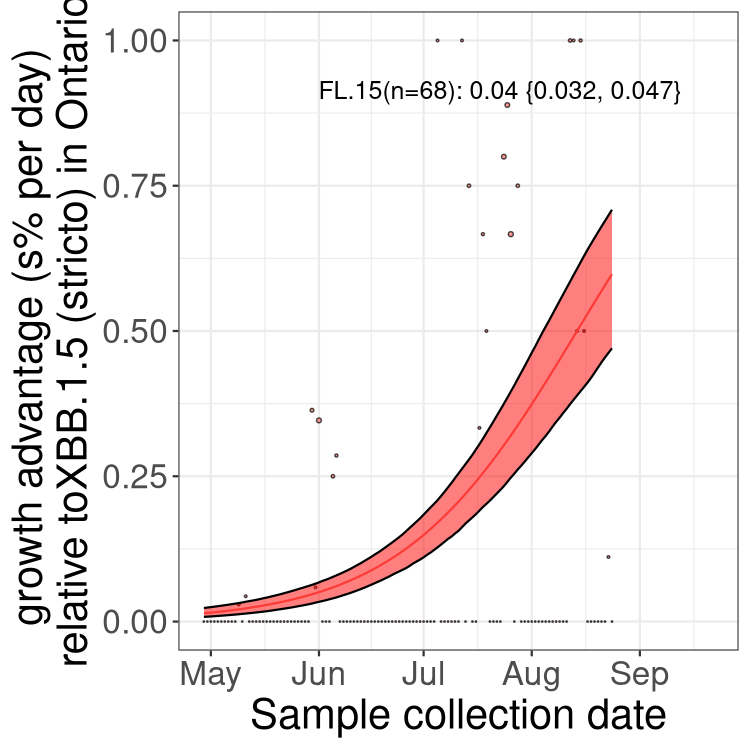 growth advantage (s% per day)
relative toXBB.1.5 (stricto) in Ontario
1.00
0.75
0.50
0.25
0.00
FL.15(n=68): 0.04 {0.032, 0.047}
May Jun Jul Aug Sep
Sample collection date